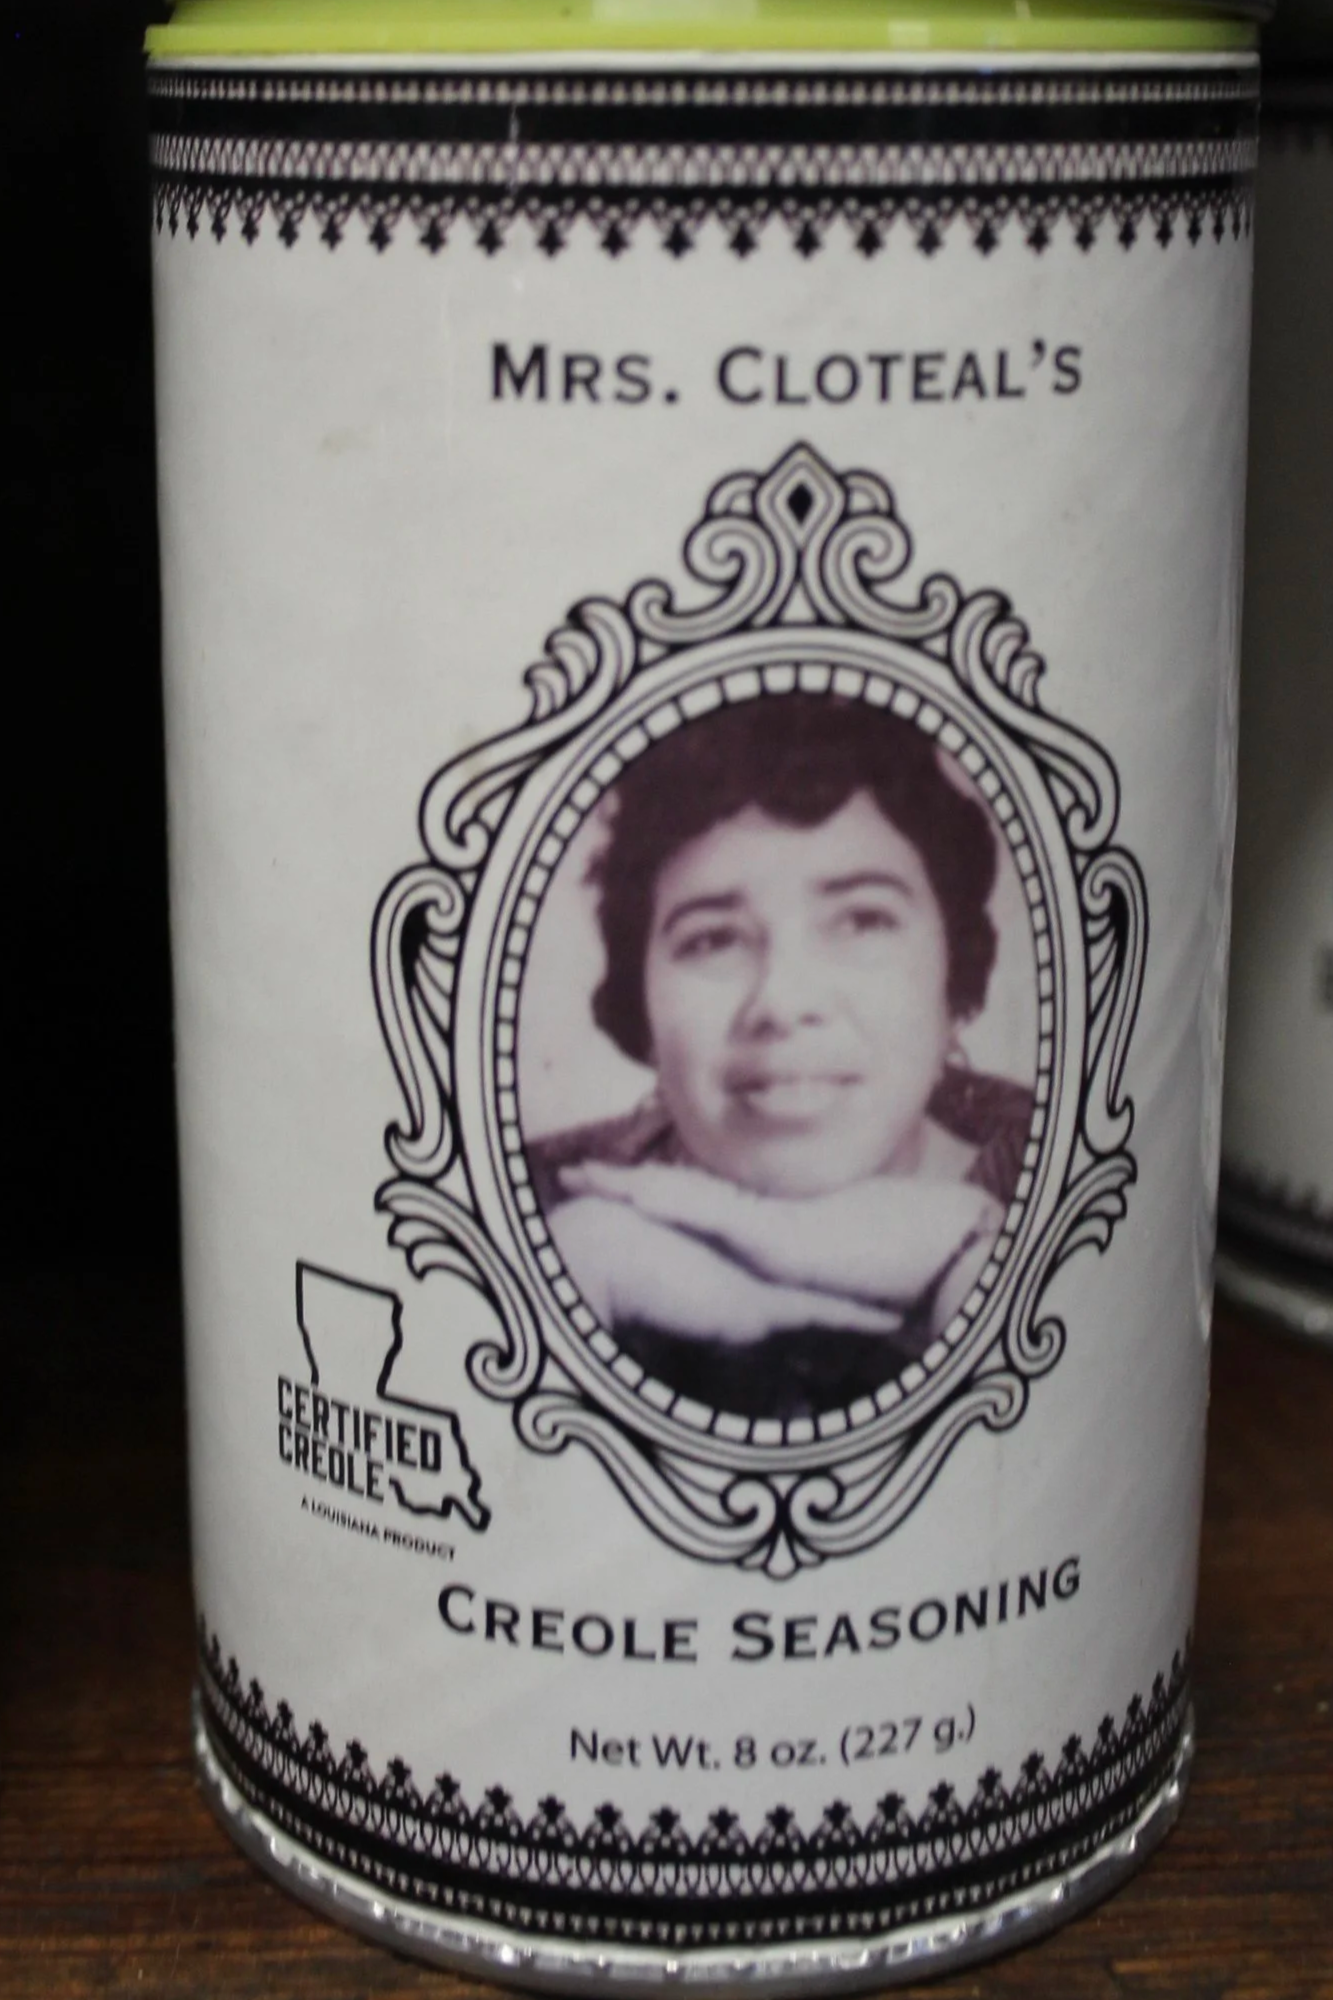 MRS. CLOTEAL'S
CERTIFIED
CREOLE
A LOUISIANA PRODUCT
CREOLE SEASONING
Net Wt. 8 oz. (227 g.)